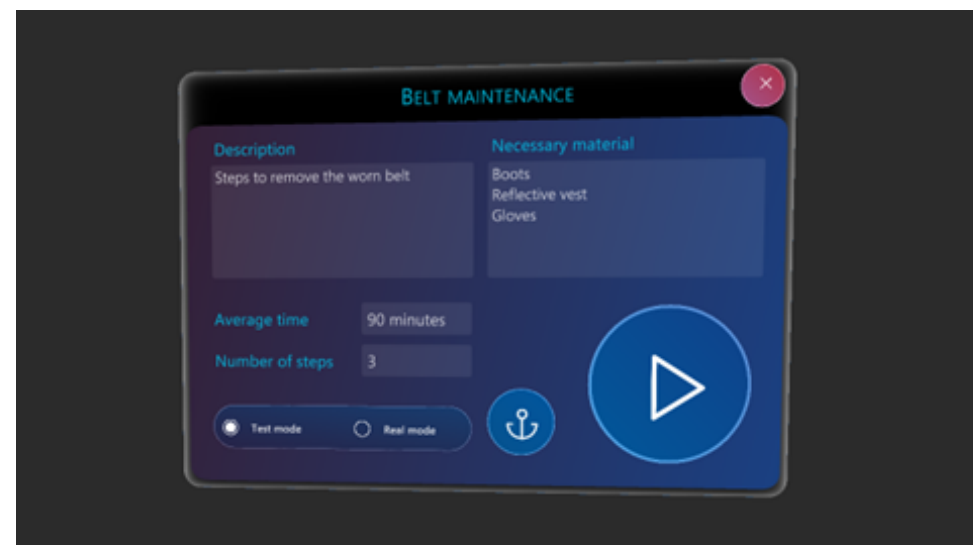 BELT MAINTENANCE
Description
Steps to remove the worn belt
Necessary material
Boots
Reflective vest
Gloves
Average time 90 minutes
Number of steps 3
Test mode Real mode